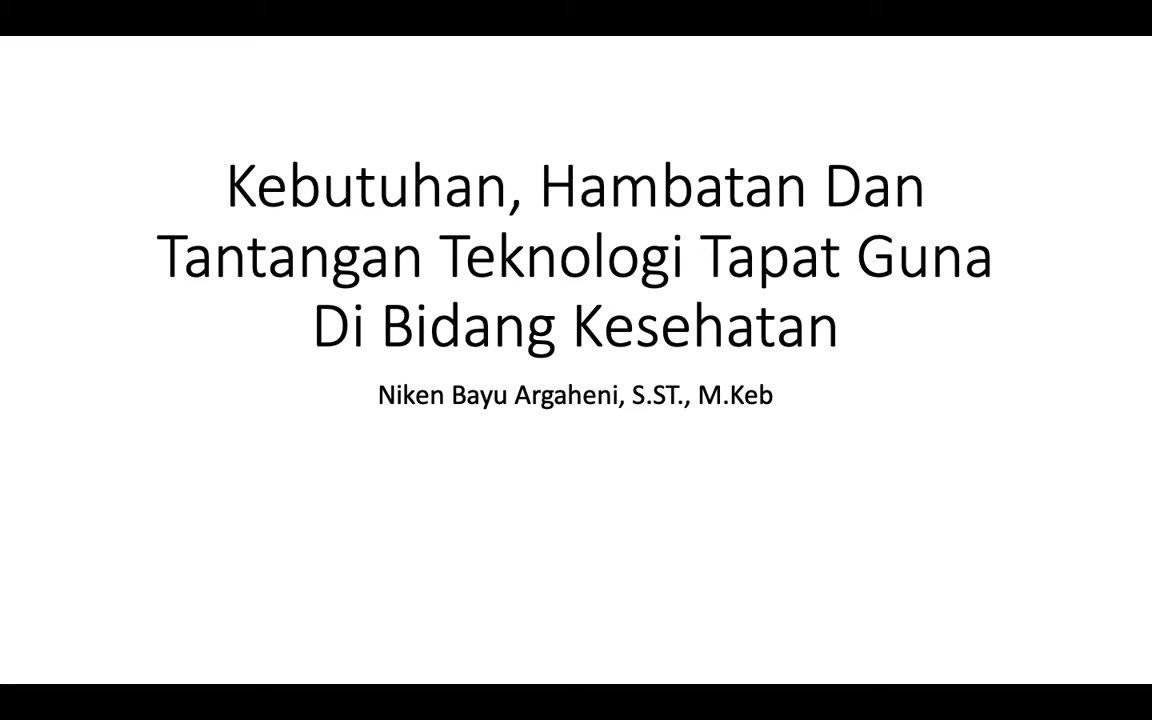 Kebutuhan, Hambatan Dan
Tantangan Teknologi Tapat Guna
Di Bidang Kesehatan
Niken Bayu Argaheni, S.ST., M.Keb